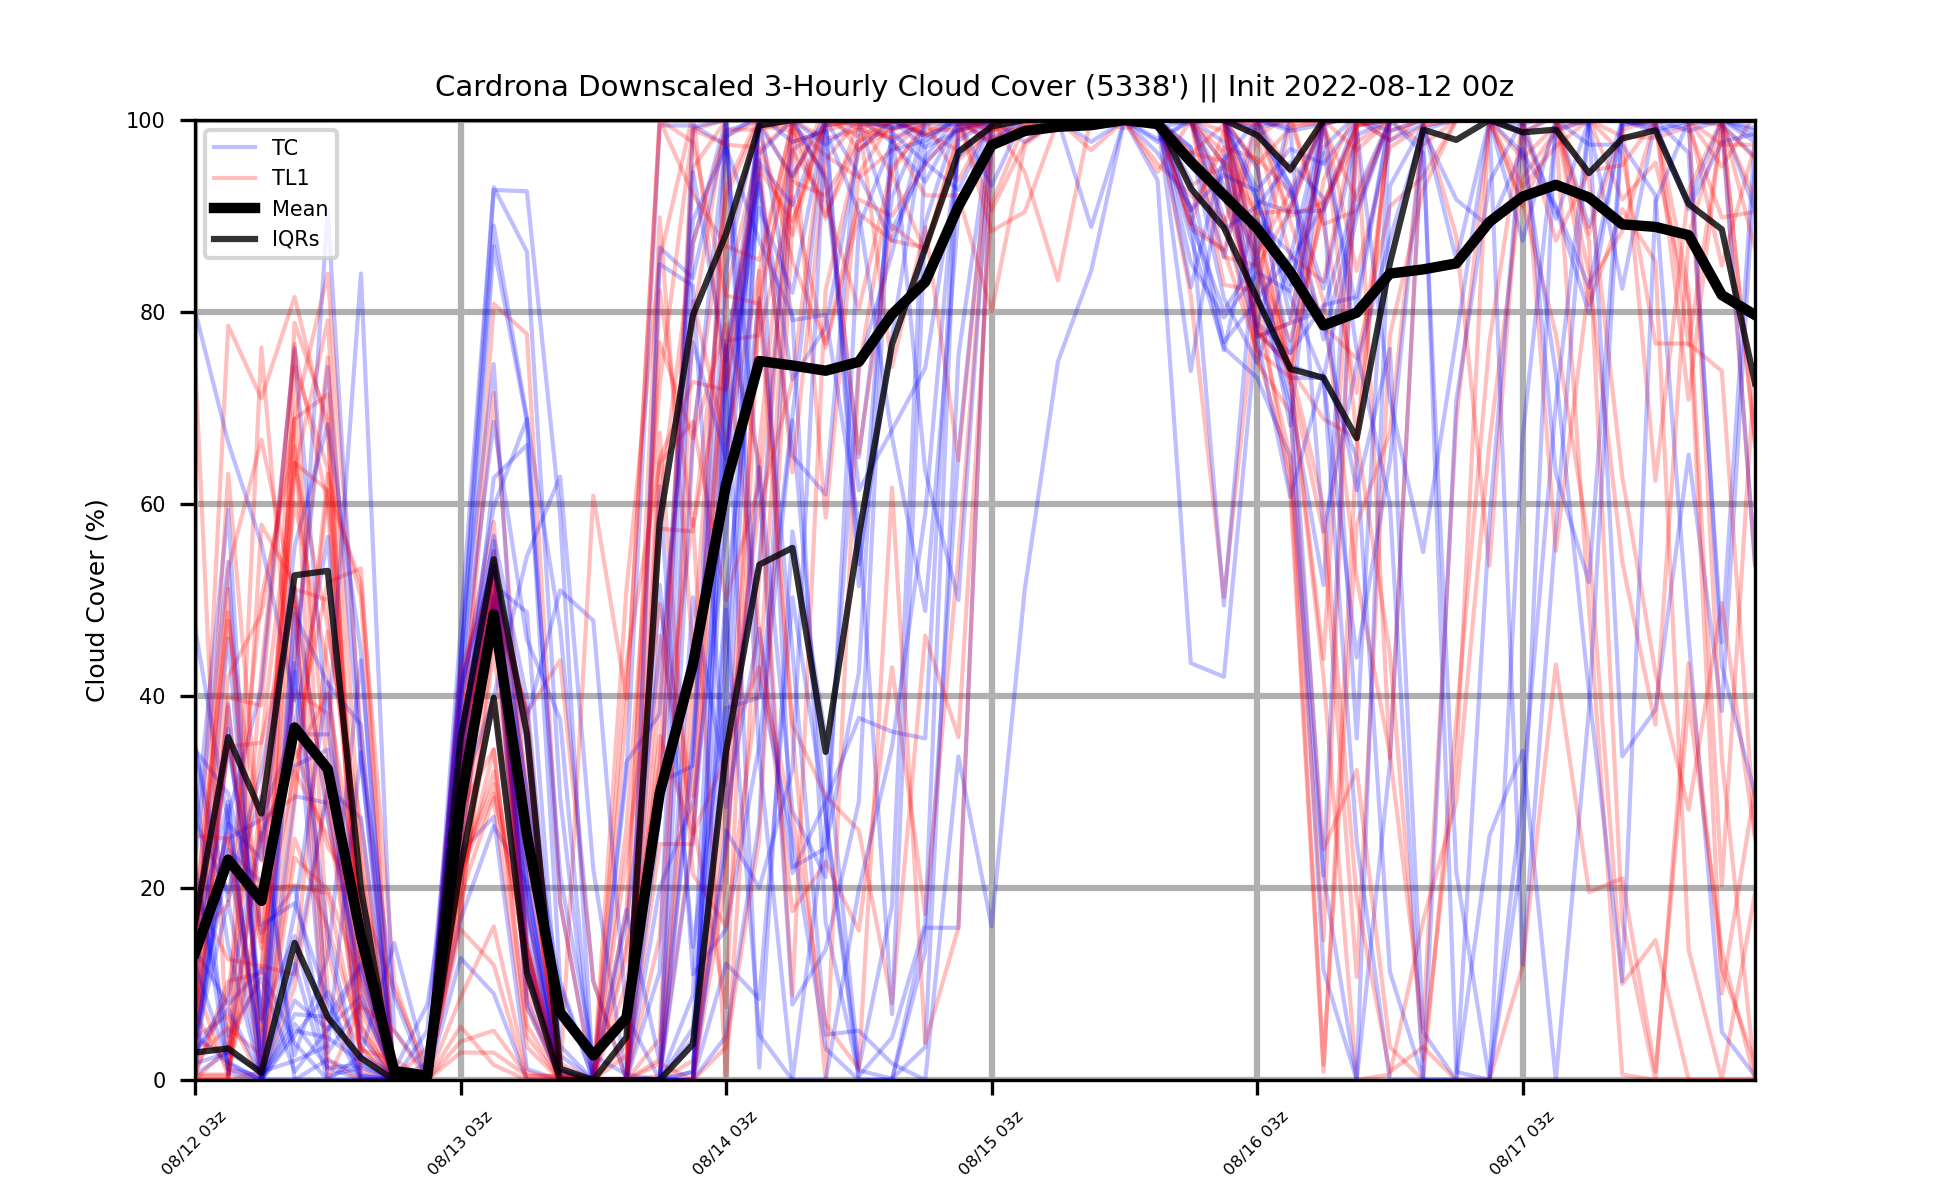 Cardrona Downscaled 3-Hourly Cloud Cover (5338') || Init 2022-08-12 00z
TC
TL1
Mean
IQRs
Cloud Cover (%)
100
80
60
40
20
0
08/12 03z
08/13 03z
08/14 03z
08/15 03z
08/16 03z
08/17 03z